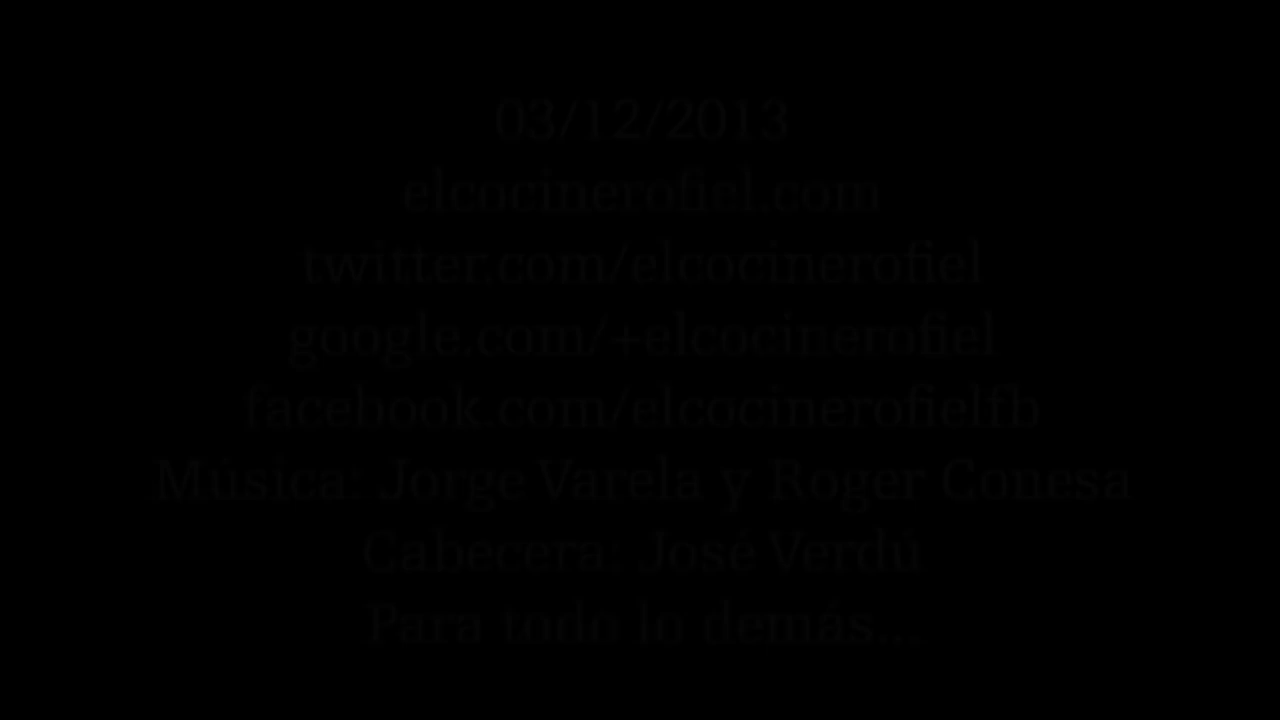 03/12/2013
elcocinerofiel.com
twitter.com/elcocinerofiel
google.com/+elcocinerofiel
facebook.com/elcocinerofielfb
Música: Jorge Varela y Roger Conesa
Cabecera: José Verdú
Para todo lo demás...